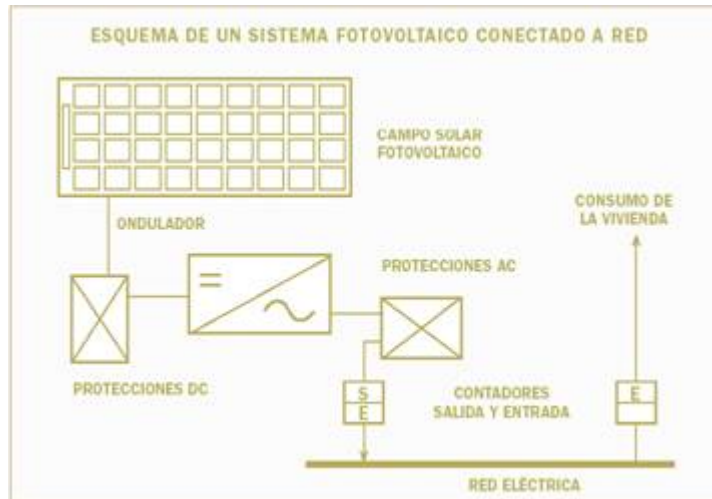 ESQUEMA DE UN SISTEMA FOTOVOLTAICO CONECTADO A RED
CAMPO SOLAR
FOTOVOLTAICO
CONSUMO DE
LA VIVIENDA
ONDULADOR
PROTECCIONES AC
PROTECCIONES DC
S
E
CONTADORES
SALIDA Y ENTRADA
E
RED ELÉCTRICA